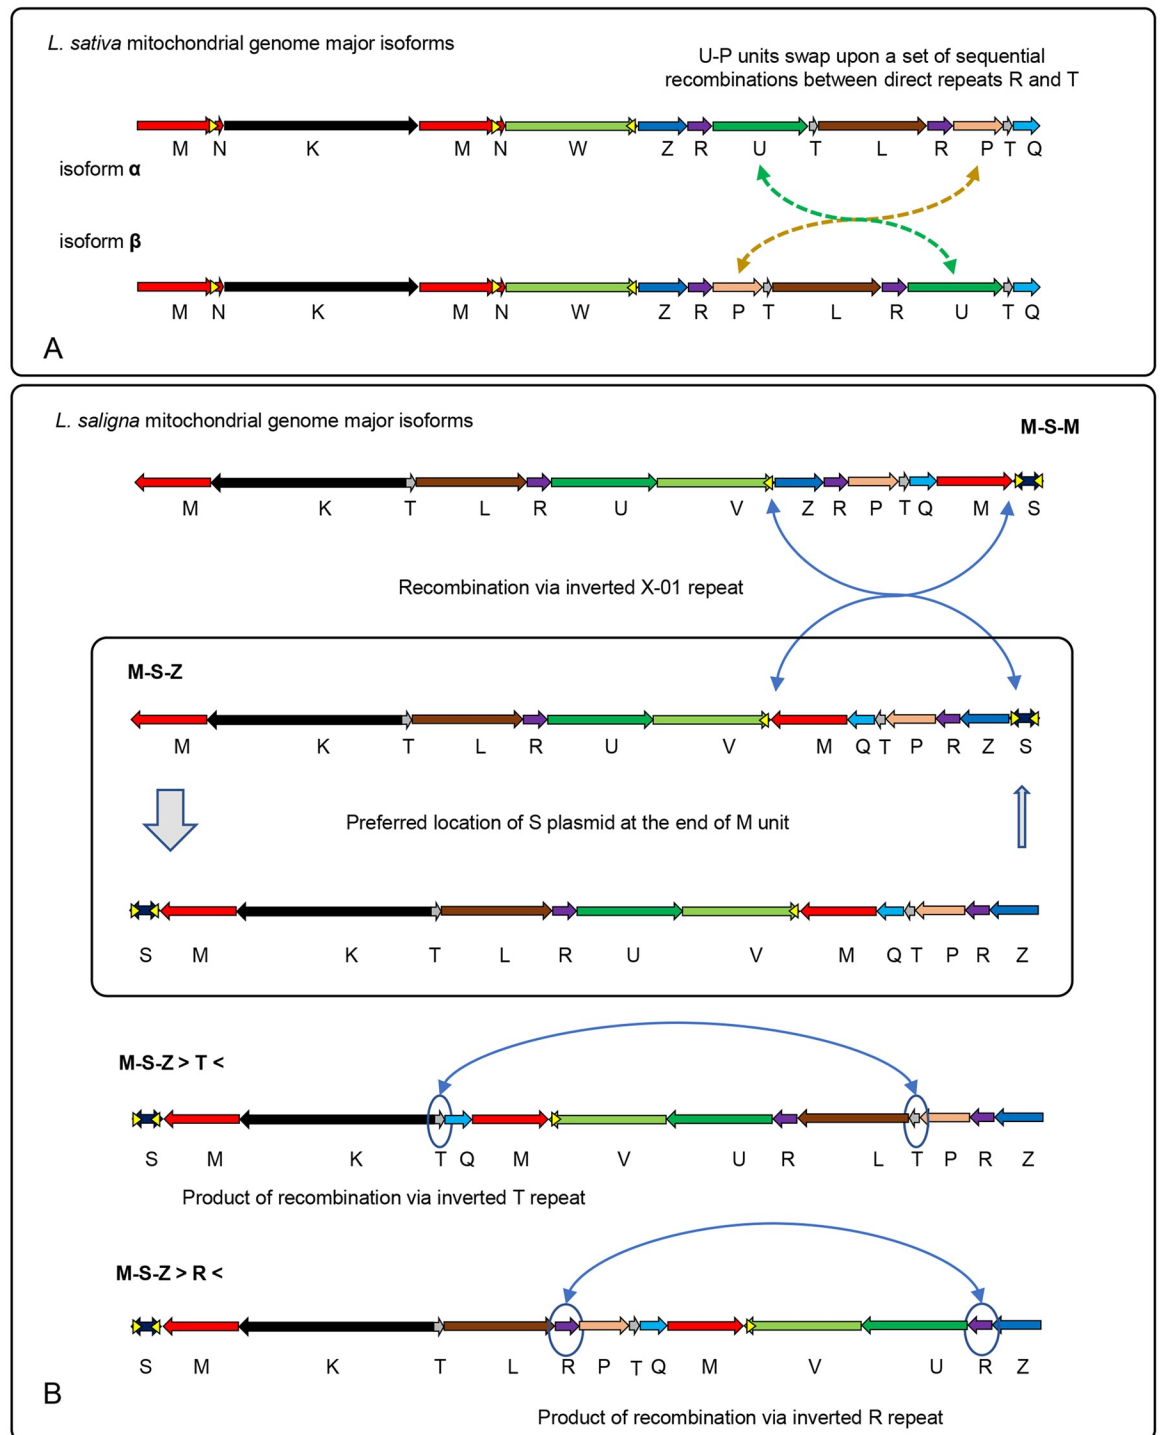 L. sativa mitochondrial genome major isoforms
U-P units swap upon a set of sequential
recombinations between direct repeats R and T
M N K M N W Z R U T L R P T Q
isoform α
isoform β
M N K M N W Z R P T L R U T Q
A
L. saligna mitochondrial genome major isoforms
M-S-M
M K T L R U V Z R P T Q M S
Recombination via inverted X-01 repeat
M-S-Z
M K T L R U V M Q T P R Z S
Preferred location of S plasmid at the end of M unit
S M K T L R U V M Q T P R Z
M-S-Z > T <
S M K T Q M V U R L T P R Z
Product of recombination via inverted T repeat
M-S-Z > R <
S M K T L R P T Q M V U R Z
B
Product of recombination via inverted R repeat